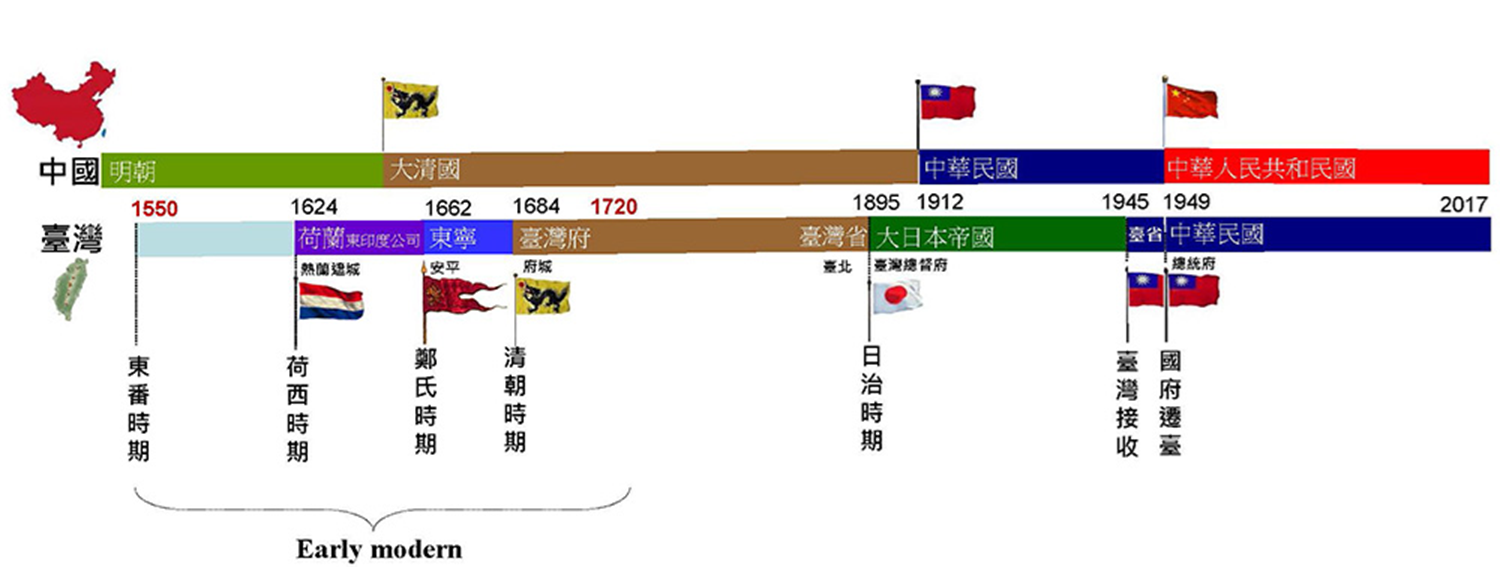 中國
明朝
大清國
中華民國
中華人民共和民國
1550
1624
1662
1684
1720
1895
1912
1945
1949
2017
臺灣
荷蘭東印度公司
東寧
臺灣府
臺灣省
大日本帝國
臺省
中華民國
熱蘭遮城
安平
府城
臺北
臺灣總督府
總統府
東番時期
荷西時期
鄭氏時期
清朝時期
日治時期
臺灣接收
國府遷臺
Early modern